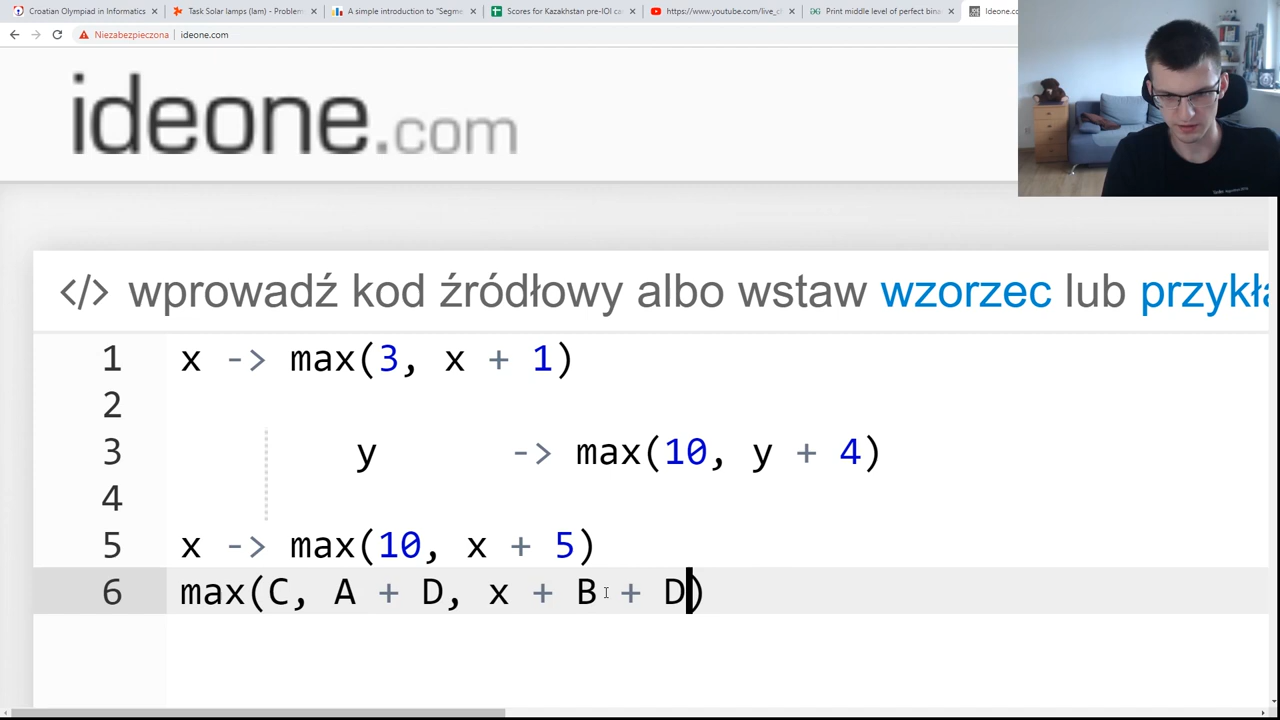 Croatian Olympiad in Informatics
Task Solar lamps (lam) - Problem
A simple introduction to "Segme
Scores for Kazakhstan pre-IOI ca
https://www.youtube.com/live_c
Print middle level of perfect bina
Ideone.co
Niezabezpieczona | ideone.com
ideone.com
</> wprowadź kod źródłowy albo wstaw wzorzec lub przykła
1 x -> max(3, x + 1)
2
3 y -> max(10, y + 4)
4
5 x -> max(10, x + 5)
6 max(C, A + D, x + B + D)